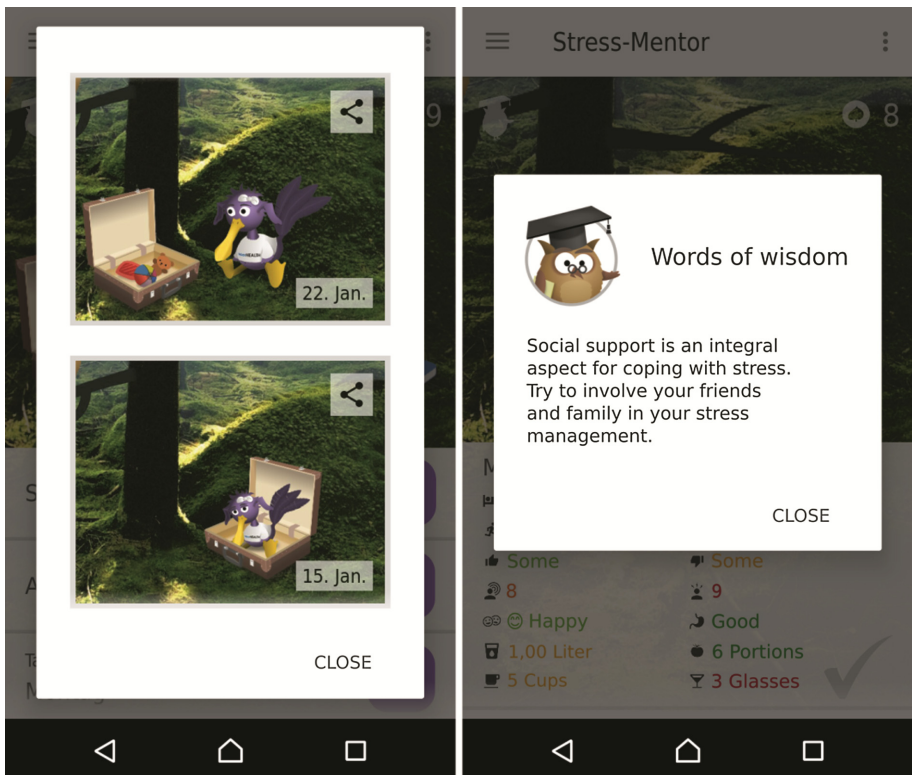 9
22. Jan.
15. Jan.
CLOSE
Stress-Mentor
8
Words of wisdom
Social support is an integral
aspect for coping with stress.
Try to involve your friends
and family in your stress
management.
CLOSE
Some Some
8 9
Happy Good
1,00 Liter 6 Portions
5 Cups 3 Glasses